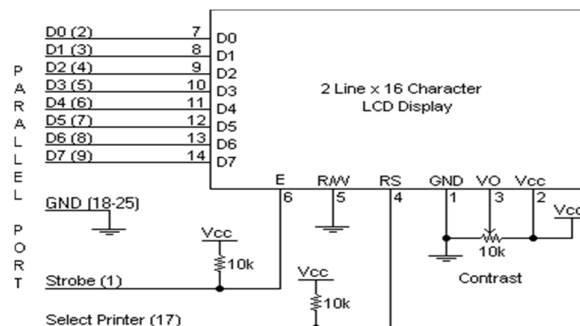 D0 (2) 7 D0
D1 (3) 8 D1
D2 (4) 9 D2
D3 (5) 10 D3
D4 (6) 11 D4
D5 (7) 12 D5
D6 (8) 13 D6
D7 (9) 14 D7
2 Line x 16 Character
LCD Display
PARALLEL PORT
E R/W RS GND VO Vcc
6 5 4 1 3 2
GND (18-25)
Vcc
10k
Vcc
10k
Contrast
Strobe (1)
Vcc
10k
Select Printer (17)